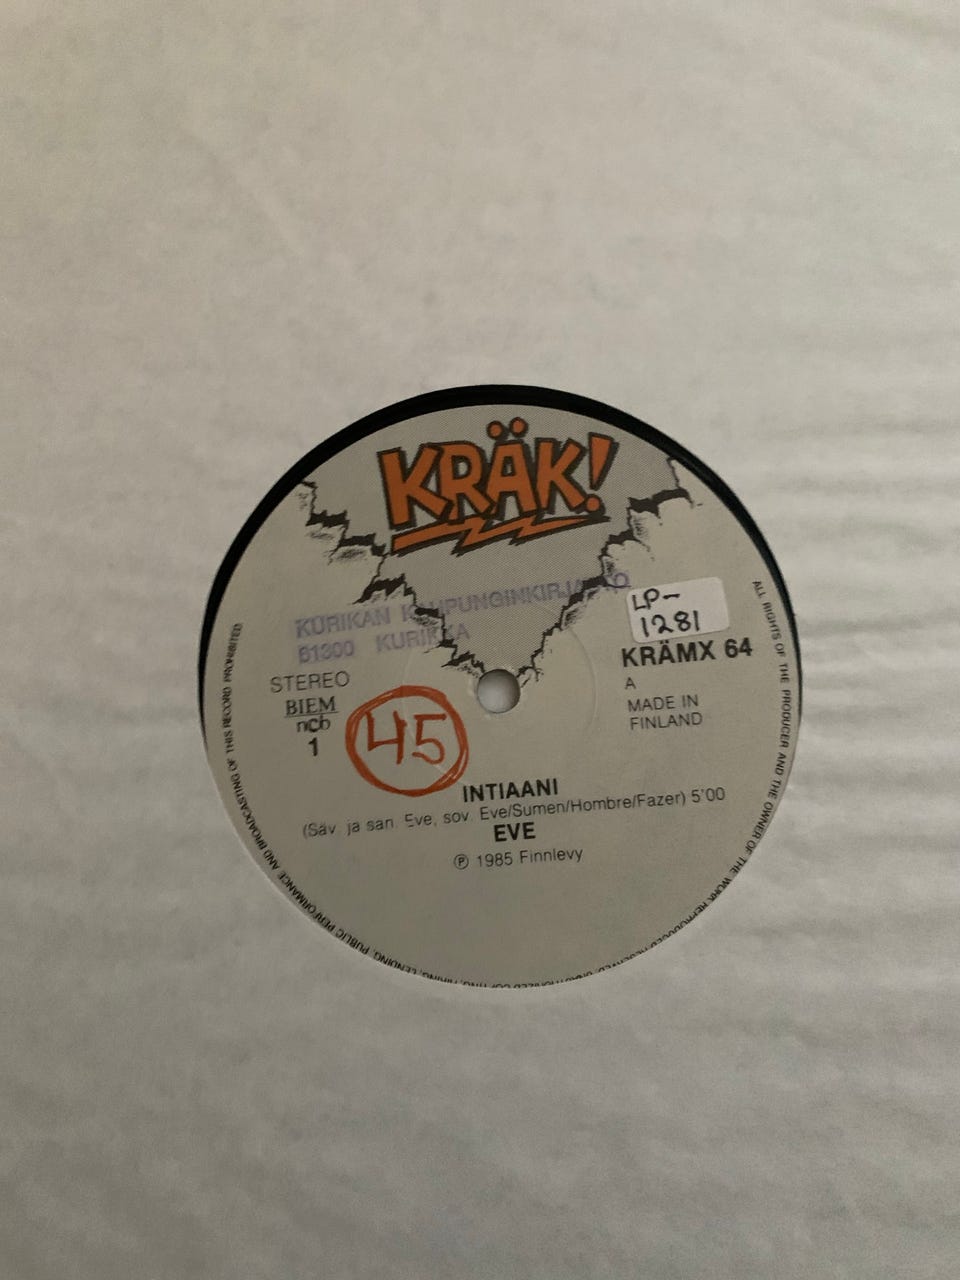 KRÄK!
KURIKAN KAUPUNGINKIRJASTO
61300 KURIKKA
LP-
1281
KRÄMX 64
A
MADE IN
FINLAND
STEREO
BIEM
ncb
1
45
INTIAANI
(Säv. ja san. Eve, sov. Eve/Sumen/Hombre/Fazer) 5'00
EVE
℗ 1985 Finnlevy
ALL RIGHTS OF THE PRODUCER AND THE OWNER OF THE WORK REPRODUCED RESERVED. UNAUTHORIZED COPYING, HIRING, LENDING, PUBLIC PERFORMANCE AND BROADCASTING OF THIS RECORD PROHIBITED